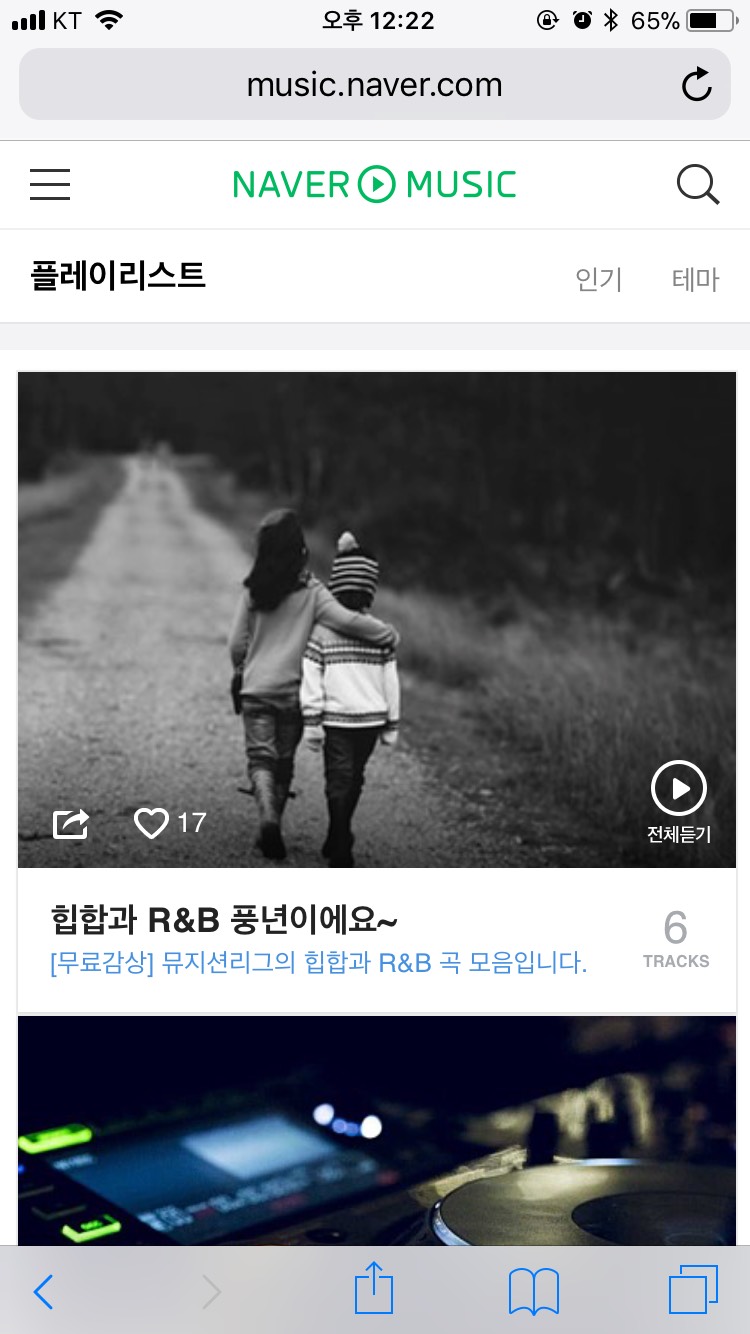 KT 오후 12:22 65%
music.naver.com
NAVER MUSIC
플레이리스트 인기 테마
17
전체듣기
힙합과 R&B 풍년이에요~
[무료감상] 뮤지션리그의 힙합과 R&B 곡 모음입니다.
6
TRACKS